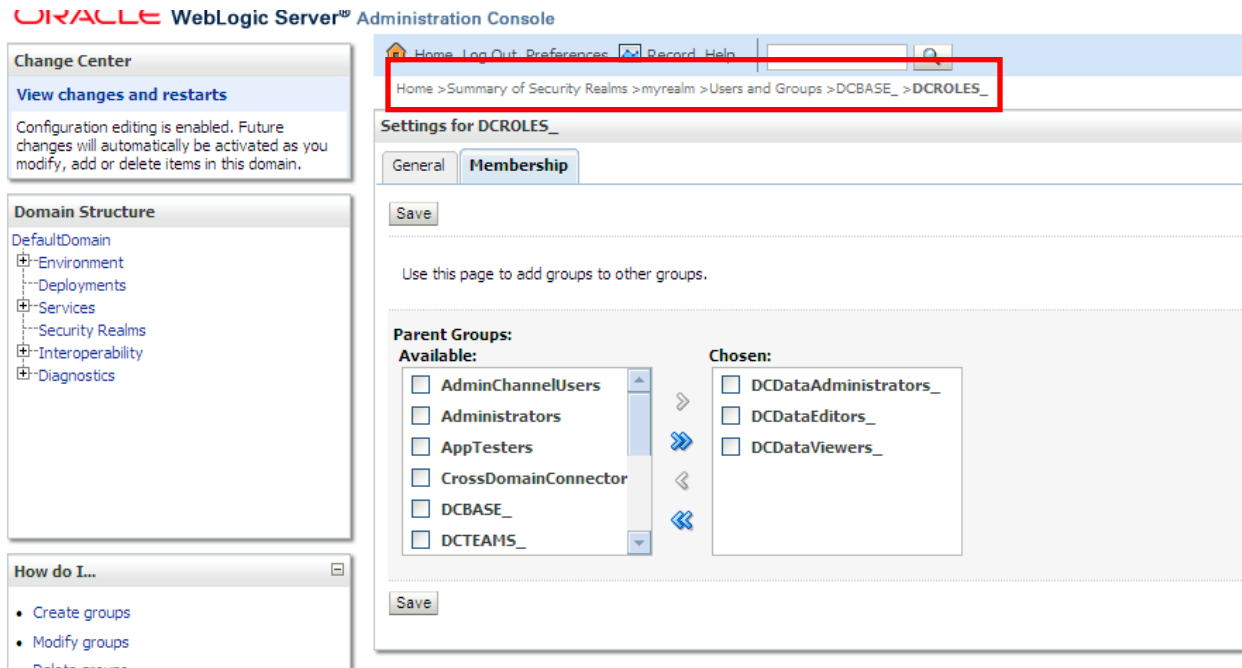 ORACLE WebLogic Server® Administration Console
Change Center
View changes and restarts
Configuration editing is enabled. Future
changes will automatically be activated as you
modify, add or delete items in this domain.
Domain Structure
DefaultDomain
Environment
Deployments
Services
Security Realms
Interoperability
Diagnostics
How do I...
Create groups
Modify groups
Delete groups
Home Log Out Preferences Record Help
Home >Summary of Security Realms >myrealm >Users and Groups >DCBASE_ >DCROLES_
Settings for DCROLES_
General Membership
Save
Use this page to add groups to other groups.
Parent Groups:
Available:
AdminChannelUsers
Administrators
AppTesters
CrossDomainConnector
DCBASE_
DCTEAMS_
Chosen:
DCDataAdministrators_
DCDataEditors_
DCDataViewers_
Save